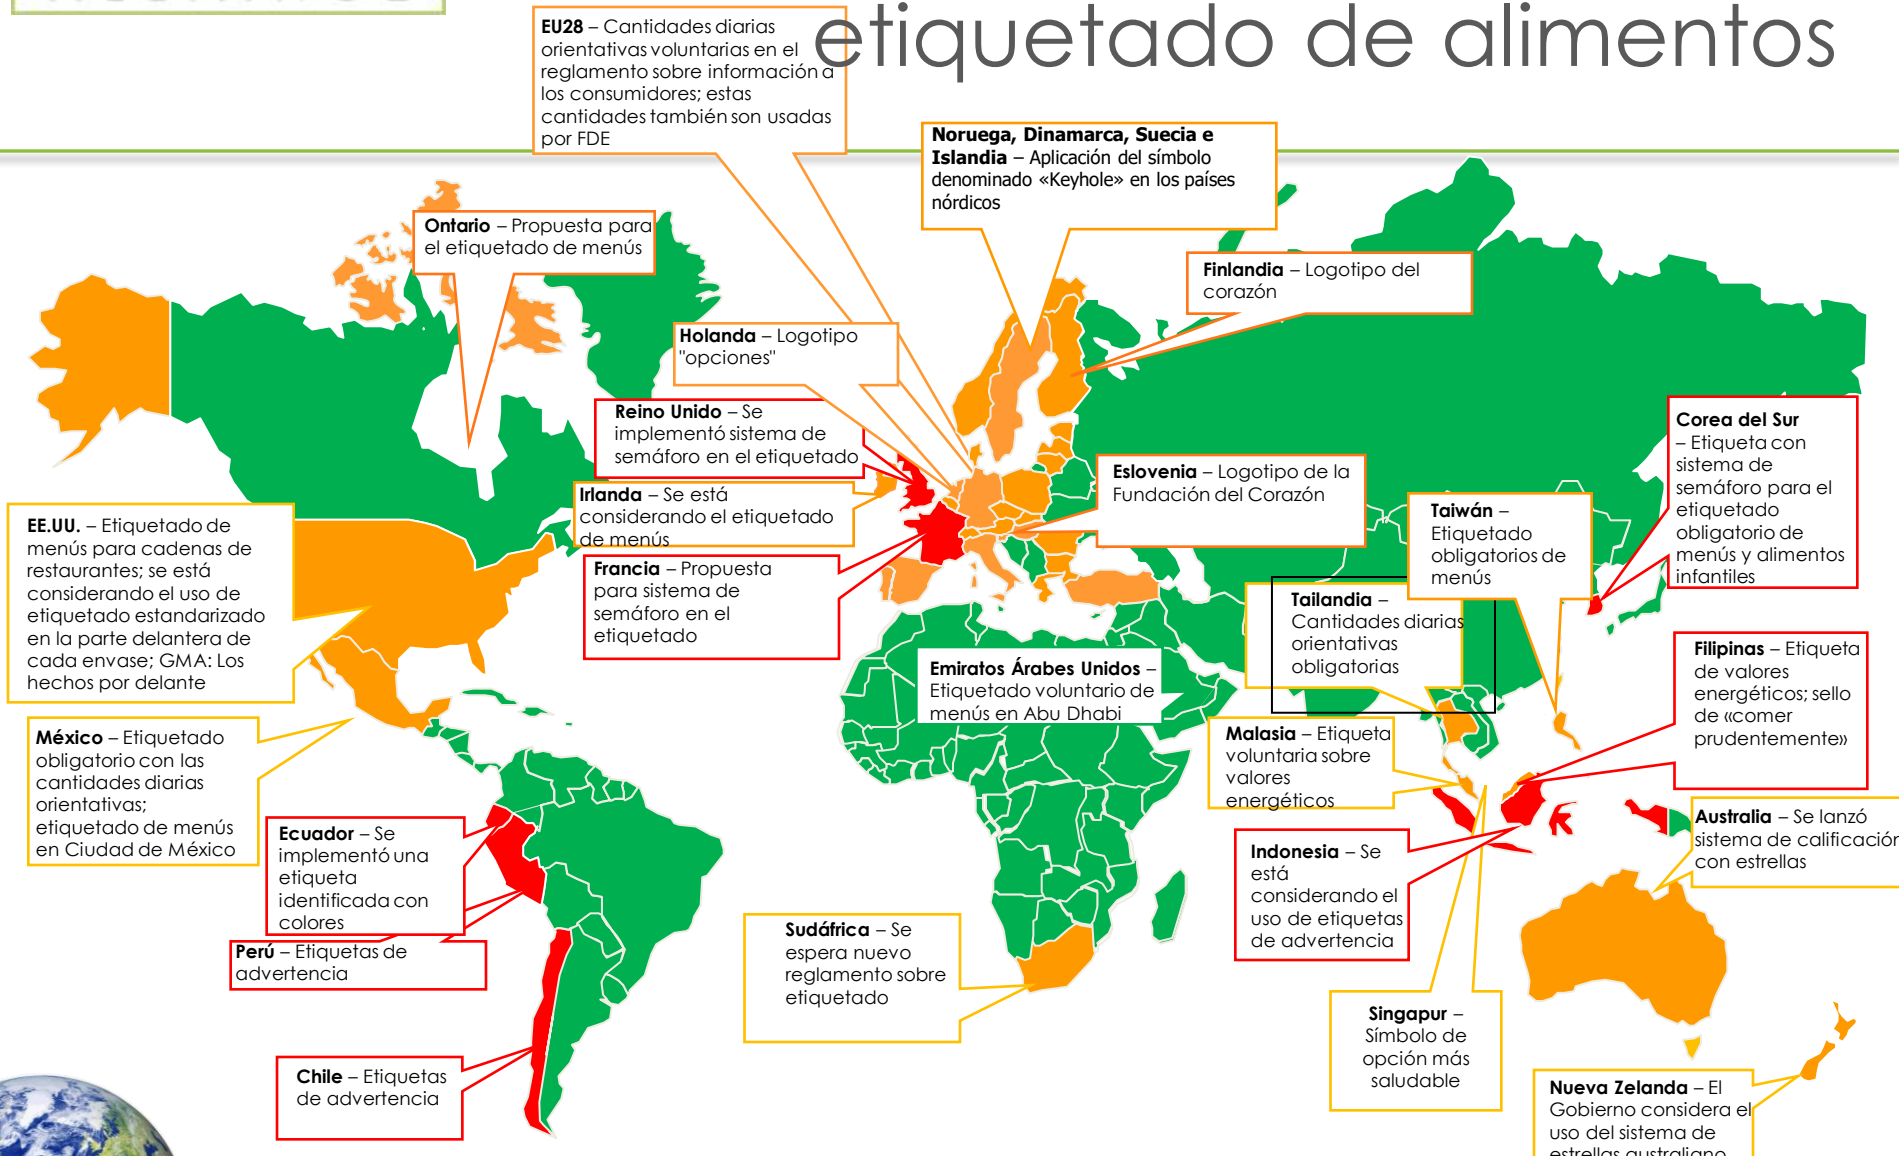 etiquetado de alimentos
EU28 – Cantidades diarias
orientativas voluntarias en el
reglamento sobre información a
los consumidores; estas
cantidades también son usadas
por FDE
Noruega, Dinamarca, Suecia e
Islandia – Aplicación del símbolo
denominado «Keyhole» en los países
nórdicos
Ontario – Propuesta para
el etiquetado de menús
Finlandia – Logotipo del
corazón
Holanda – Logotipo
"opciones"
Reino Unido – Se
implementó sistema de
semáforo en el etiquetado
Corea del Sur
– Etiqueta con
sistema de
semáforo para el
etiquetado
obligatorio de
menús y alimentos
infantiles
Eslovenia – Logotipo de la
Fundación del Corazón
Irlanda – Se está
considerando el etiquetado
de menús
Taiwán –
Etiquetado
obligatorios de
menús
EE.UU. – Etiquetado de
menús para cadenas de
restaurantes; se está
considerando el uso de
etiquetado estandarizado
en la parte delantera de
cada envase; GMA: Los
hechos por delante
Francia – Propuesta
para sistema de
semáforo en el
etiquetado
Tailandia –
Cantidades diarias
orientativas
obligatorias
Emiratos Árabes Unidos –
Etiquetado voluntario de
menús en Abu Dhabi
Filipinas – Etiqueta
de valores
energéticos; sello
de «comer
prudentemente»
México – Etiquetado
obligatorio con las
cantidades diarias
orientativas;
etiquetado de menús
en Ciudad de México
Malasia – Etiqueta
voluntaria sobre
valores
energéticos
Australia – Se lanzó
sistema de calificación
con estrellas
Ecuador – Se
implementó una
etiqueta
identificada con
colores
Indonesia – Se
está
considerando el
uso de etiquetas
de advertencia
Perú – Etiquetas de
advertencia
Sudáfrica – Se
espera nuevo
reglamento sobre
etiquetado
Singapur –
Símbolo de
opción más
saludable
Chile – Etiquetas
de advertencia
Nueva Zelanda – El
Gobierno considera el
uso del sistema de
estrellas australiano